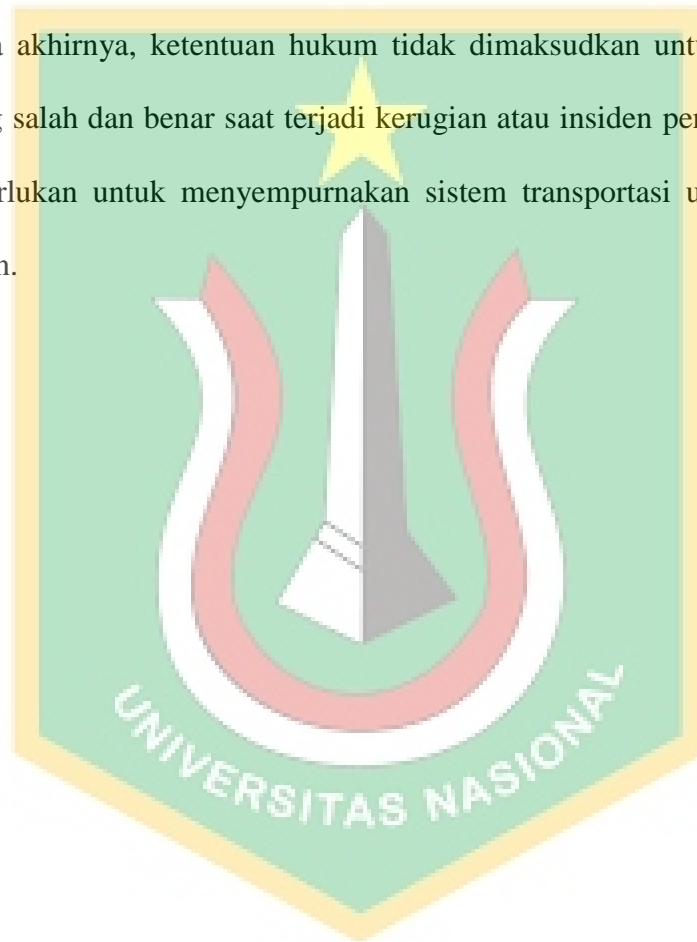 a akhirnya, ketentuan hukum tidak dimaksudkan unt
g salah dan benar saat terjadi kerugian atau insiden pe
rlukan untuk menyempurnakan sistem transportasi u
n.
UNIVERSITAS NASIONAL